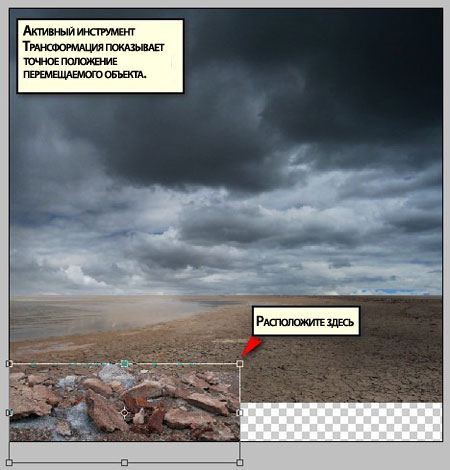 Активный инструмент
Трансформация показывает
точное положение
перемещаемого объекта.
Расположите здесь